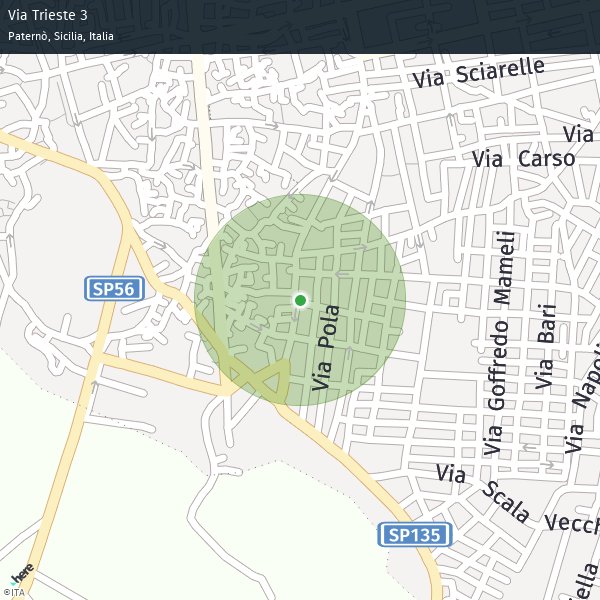 Via Trieste 3
Paternò, Sicilia, Italia
Via Sciarelle
Via
Via Carso
SP56
Via Goffredo Mameli
Via Bari
Via Pola
Via Napoli
Via Scala
Vecch
SP135
ella
here
©ITA